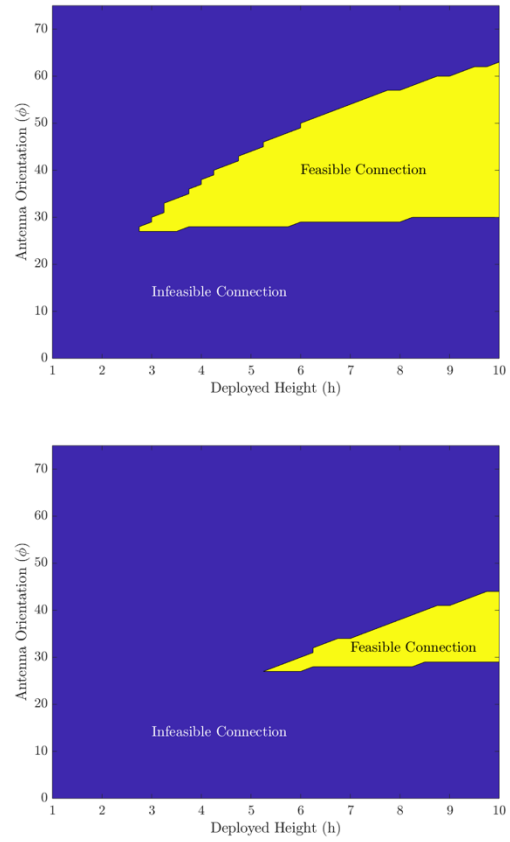 70
60
50
40
30
20
10
0
Antenna Orientation (ϕ)
Feasible Connection
Infeasible Connection
1 2 3 4 5 6 7 8 9 10
Deployed Height (h)
70
60
50
40
30
20
10
0
Antenna Orientation (ϕ)
Feasible Connection
Infeasible Connection
1 2 3 4 5 6 7 8 9 10
Deployed Height (h)